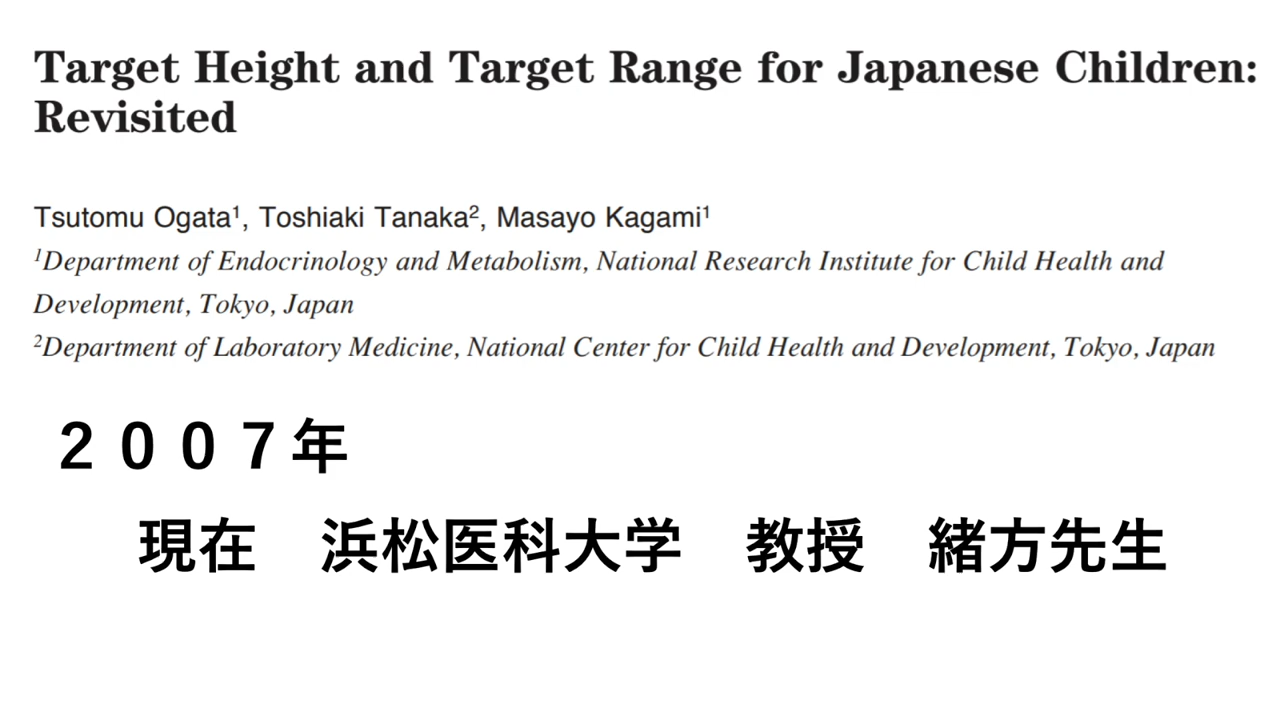 Target Height and Target Range for Japanese Children:
Revisited
Tsutomu Ogata¹, Toshiaki Tanaka², Masayo Kagami¹
¹Department of Endocrinology and Metabolism, National Research Institute for Child Health and
Development, Tokyo, Japan
²Department of Laboratory Medicine, National Center for Child Health and Development, Tokyo, Japan
２００７年
現在　浜松医科大学　教授　緒方先生